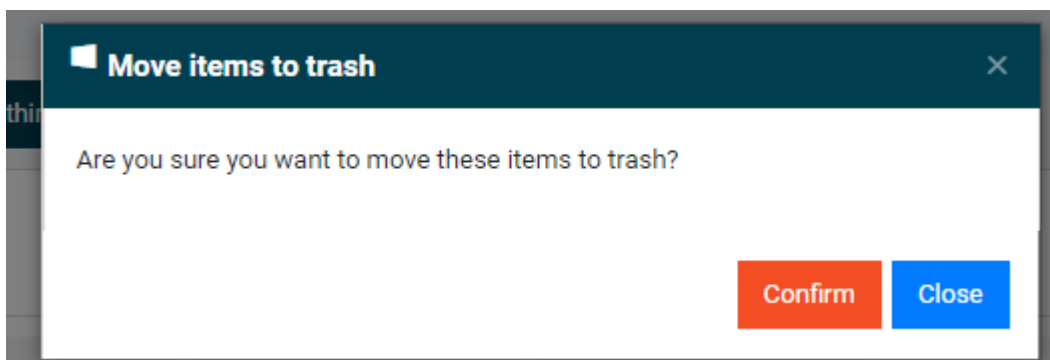 Move items to trash
Are you sure you want to move these items to trash?
Confirm
Close